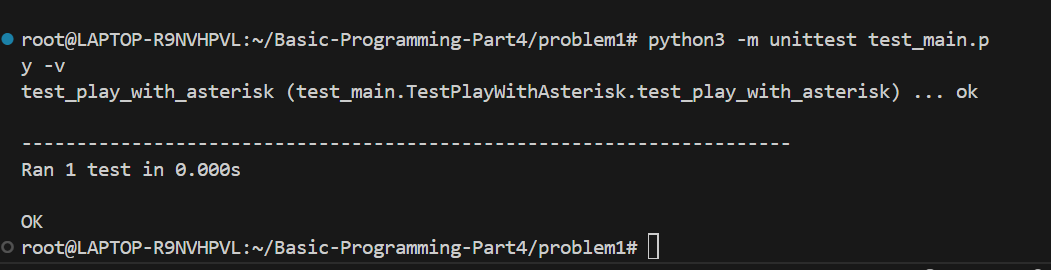 root@LAPTOP-R9NVHPVL:~/Basic-Programming-Part4/problem1# python3 -m unittest test_main.p
y -v
test_play_with_asterisk (test_main.TestPlayWithAsterisk.test_play_with_asterisk) ... ok
----------------------------------------------------------------------
Ran 1 test in 0.000s
OK
root@LAPTOP-R9NVHPVL:~/Basic-Programming-Part4/problem1#